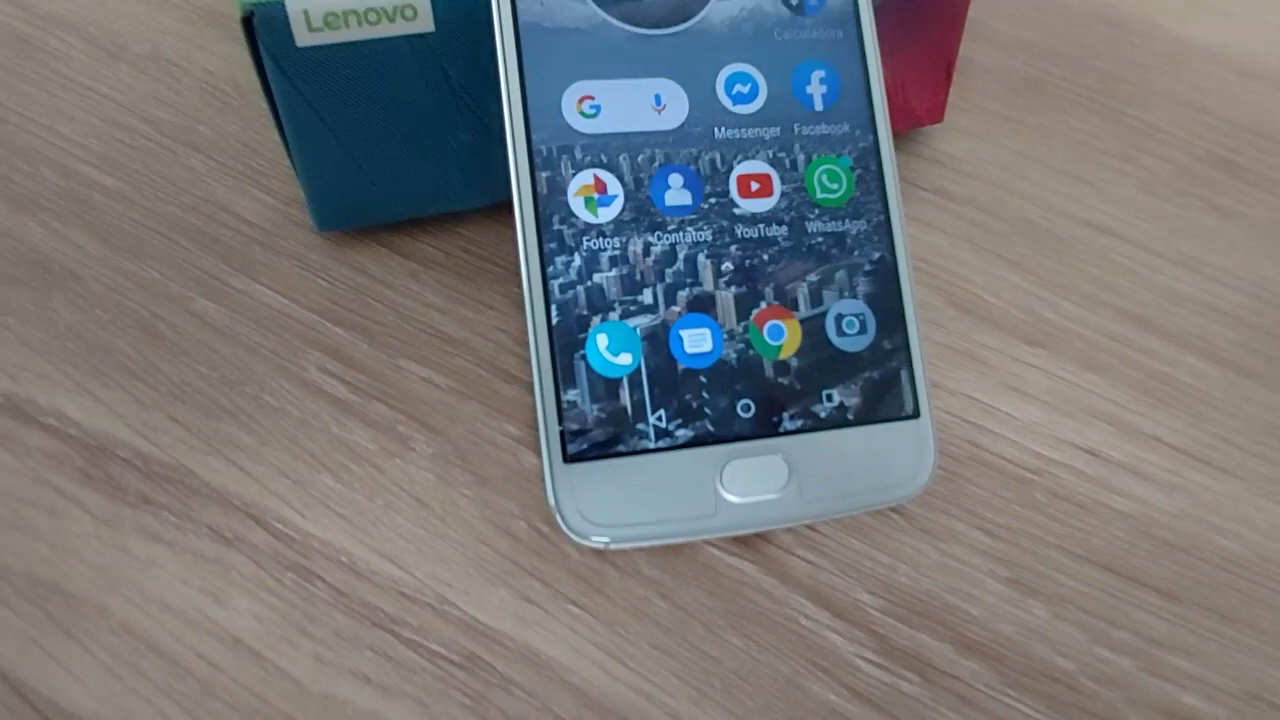 Lenovo
Calculadora
G
Messenger
Facebook
Fotos
Contatos
YouTube
WhatsApp